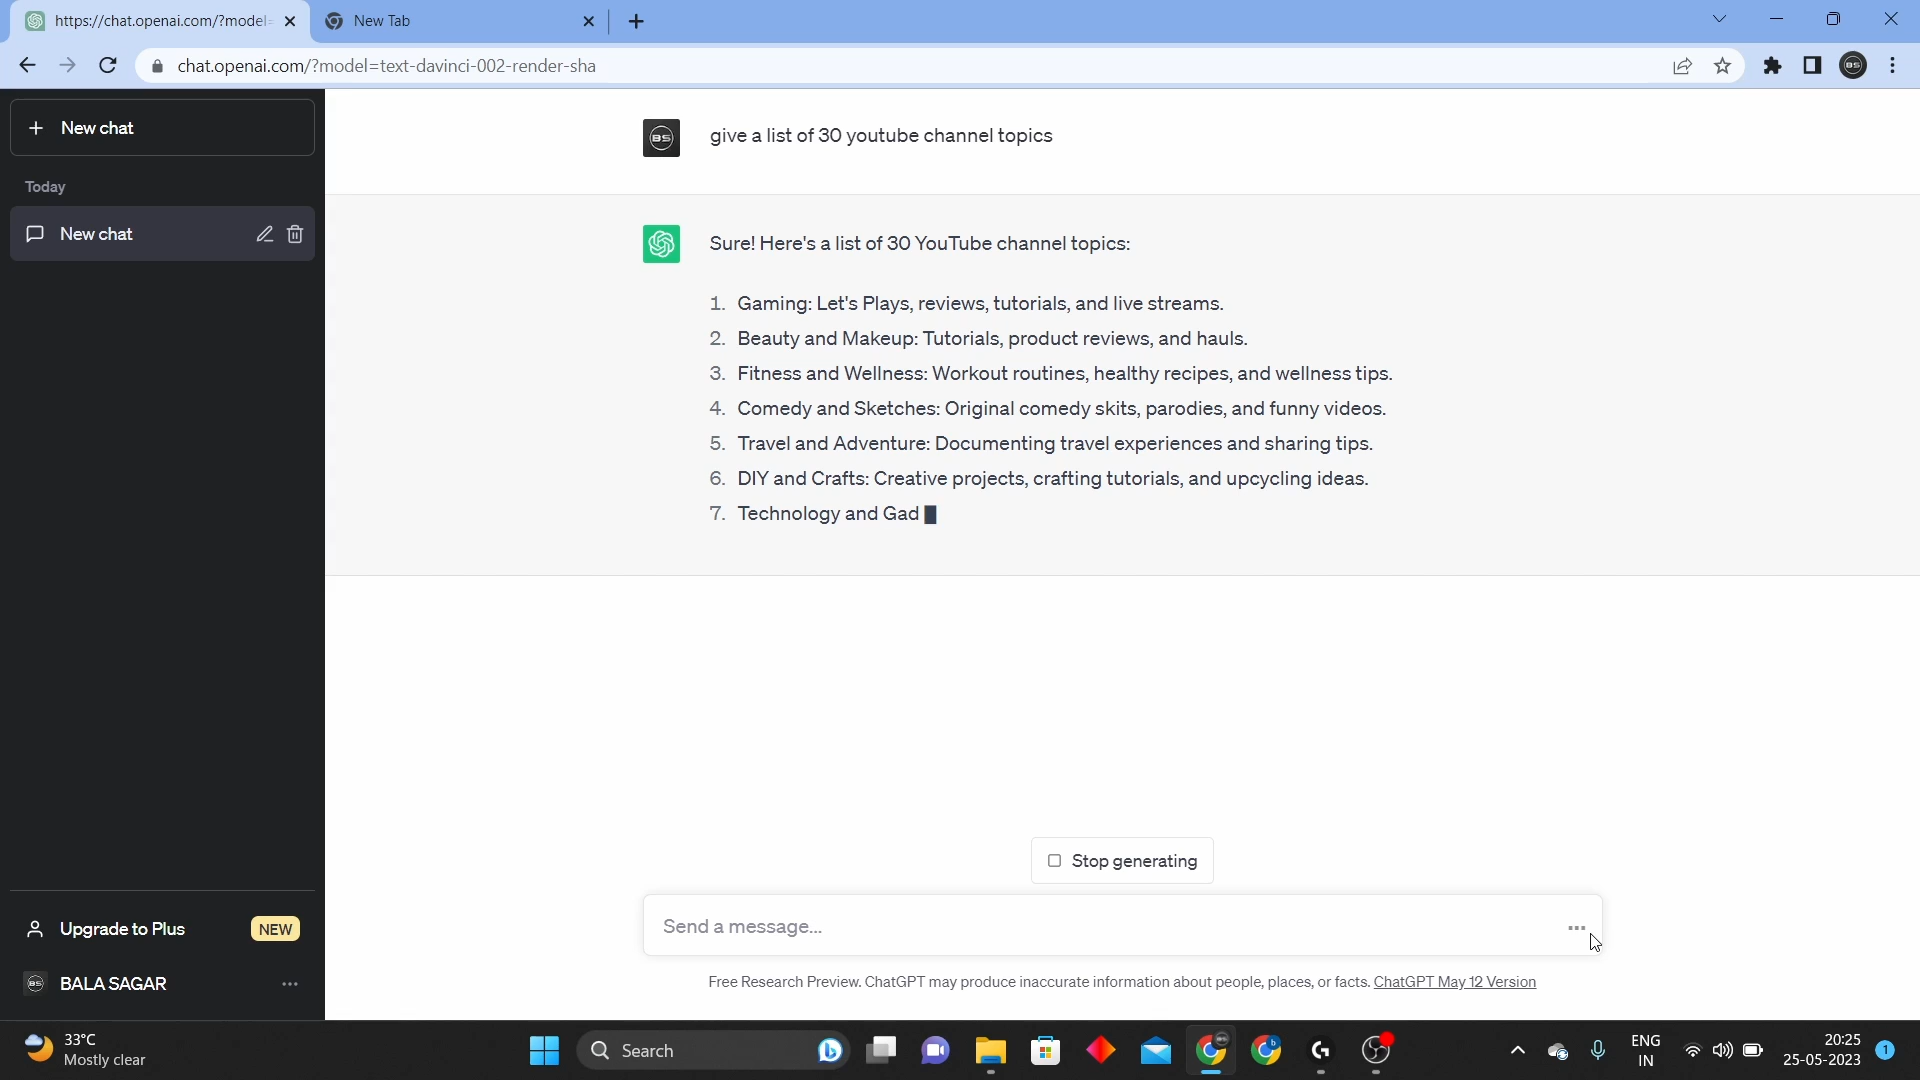 https://chat.openai.com/?model=
New Tab
chat.openai.com/?model=text-davinci-002-render-sha
BS
New chat
BS
give a list of 30 youtube channel topics
Today
New chat
Sure! Here's a list of 30 YouTube channel topics:
1. Gaming: Let's Plays, reviews, tutorials, and live streams.
2. Beauty and Makeup: Tutorials, product reviews, and hauls.
3. Fitness and Wellness: Workout routines, healthy recipes, and wellness tips.
4. Comedy and Sketches: Original comedy skits, parodies, and funny videos.
5. Travel and Adventure: Documenting travel experiences and sharing tips.
6. DIY and Crafts: Creative projects, crafting tutorials, and upcycling ideas.
7. Technology and Gad
Stop generating
Send a message...
Upgrade to Plus
NEW
BS
BALA SAGAR
Free Research Preview. ChatGPT may produce inaccurate information about people, places, or facts. ChatGPT May 12 Version
33°C
Mostly clear
Search
ENG
IN
20:25
25-05-2023
1